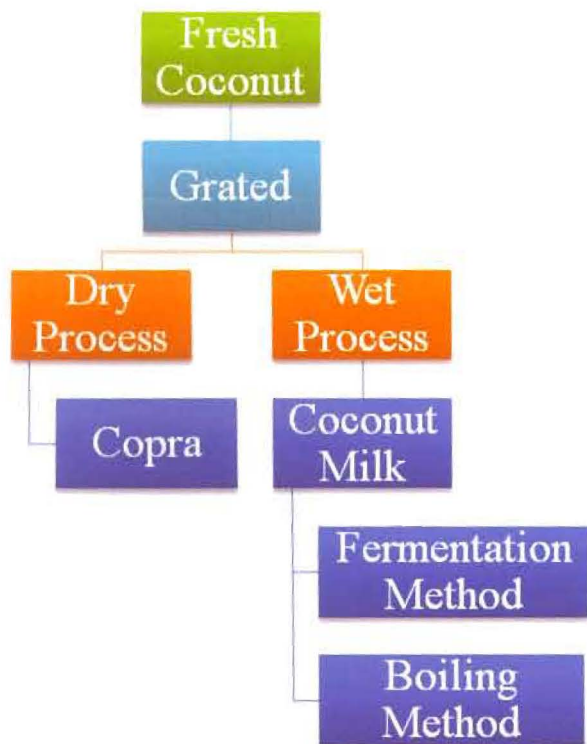 Fresh
Coconut
Grated
Dry
Process
Wet
Process
Copra
Coconut
Milk
Fermentation
Method
Boiling
Method